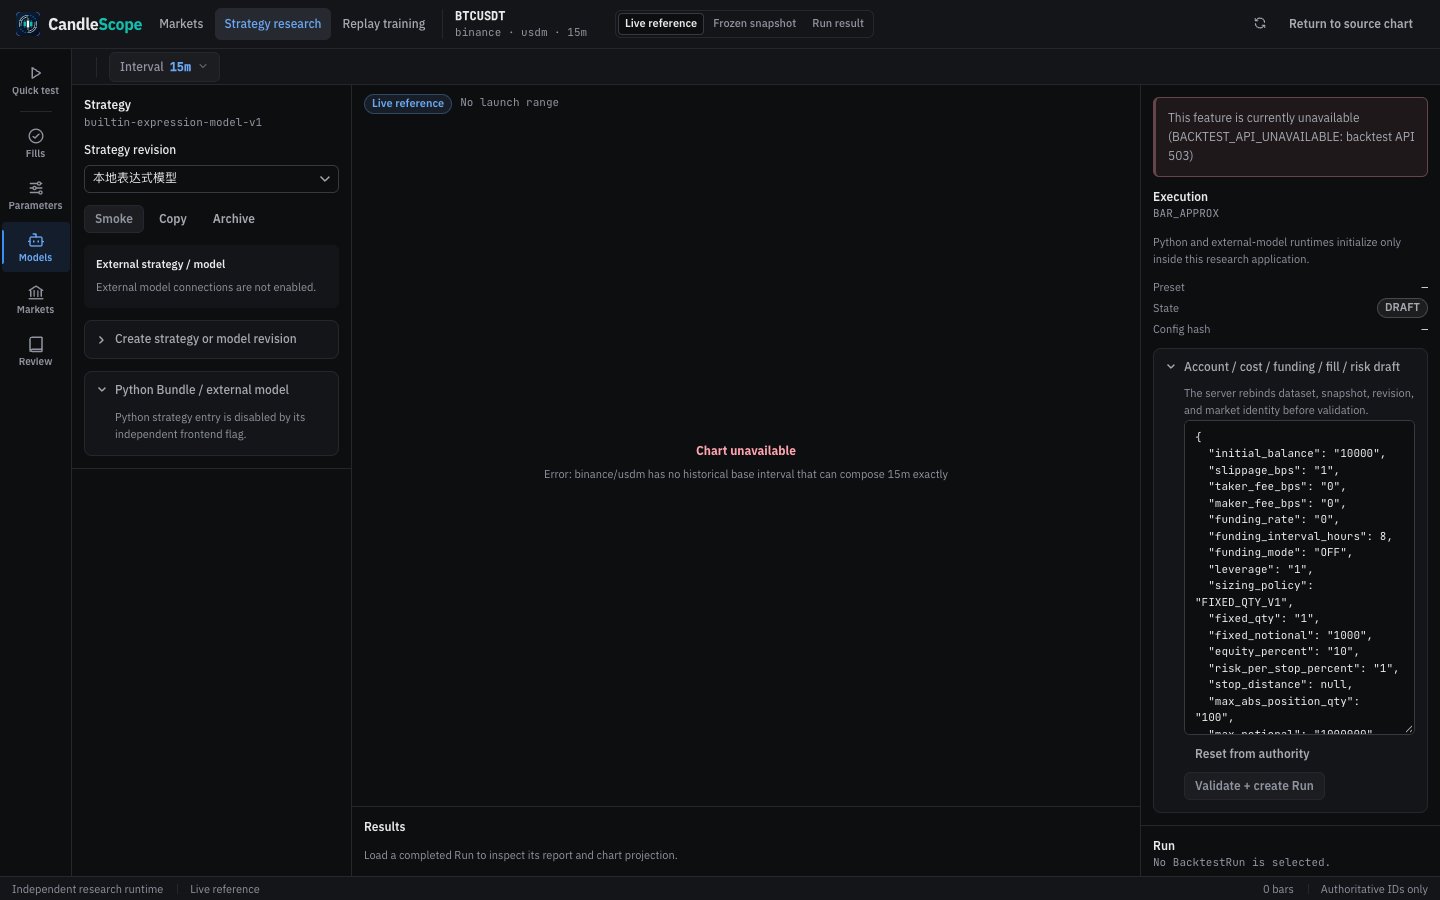 CandleScope
Markets
Strategy research
Replay training
BTCUSDT
binance · usdm · 15m
Live reference
Frozen snapshot
Run result
Return to source chart
Quick test
Fills
Parameters
Models
Markets
Review
Interval 15m
Strategy
builtin-expression-model-v1
Strategy revision
本地表达式模型
Smoke
Copy
Archive
External strategy / model
External model connections are not enabled.
Create strategy or model revision
Python Bundle / external model
Python strategy entry is disabled by its
independent frontend flag.
Live reference
No launch range
Chart unavailable
Error: binance/usdm has no historical base interval that can compose 15m exactly
Results
Load a completed Run to inspect its report and chart projection.
This feature is currently unavailable
(BACKTEST_API_UNAVAILABLE: backtest API
503)
Execution
BAR_APPROX
Python and external-model runtimes initialize only
inside this research application.
Preset –
State DRAFT
Config hash –
Account / cost / funding / fill / risk draft
The server rebinds dataset, snapshot, revision,
and market identity before validation.
{
"initial_balance": "10000",
"slippage_bps": "1",
"taker_fee_bps": "0",
"maker_fee_bps": "0",
"funding_rate": "0",
"funding_interval_hours": 8,
"funding_mode": "OFF",
"leverage": "1",
"sizing_policy":
"FIXED_QTY_V1",
"fixed_qty": "1",
"fixed_notional": "1000",
"equity_percent": "10",
"risk_per_stop_percent": "1",
"stop_distance": null,
"max_abs_position_qty":
"100",
"max_notional": "1000000"
Reset from authority
Validate + create Run
Run
No BacktestRun is selected.
Independent research runtime
Live reference
0 bars
Authoritative IDs only